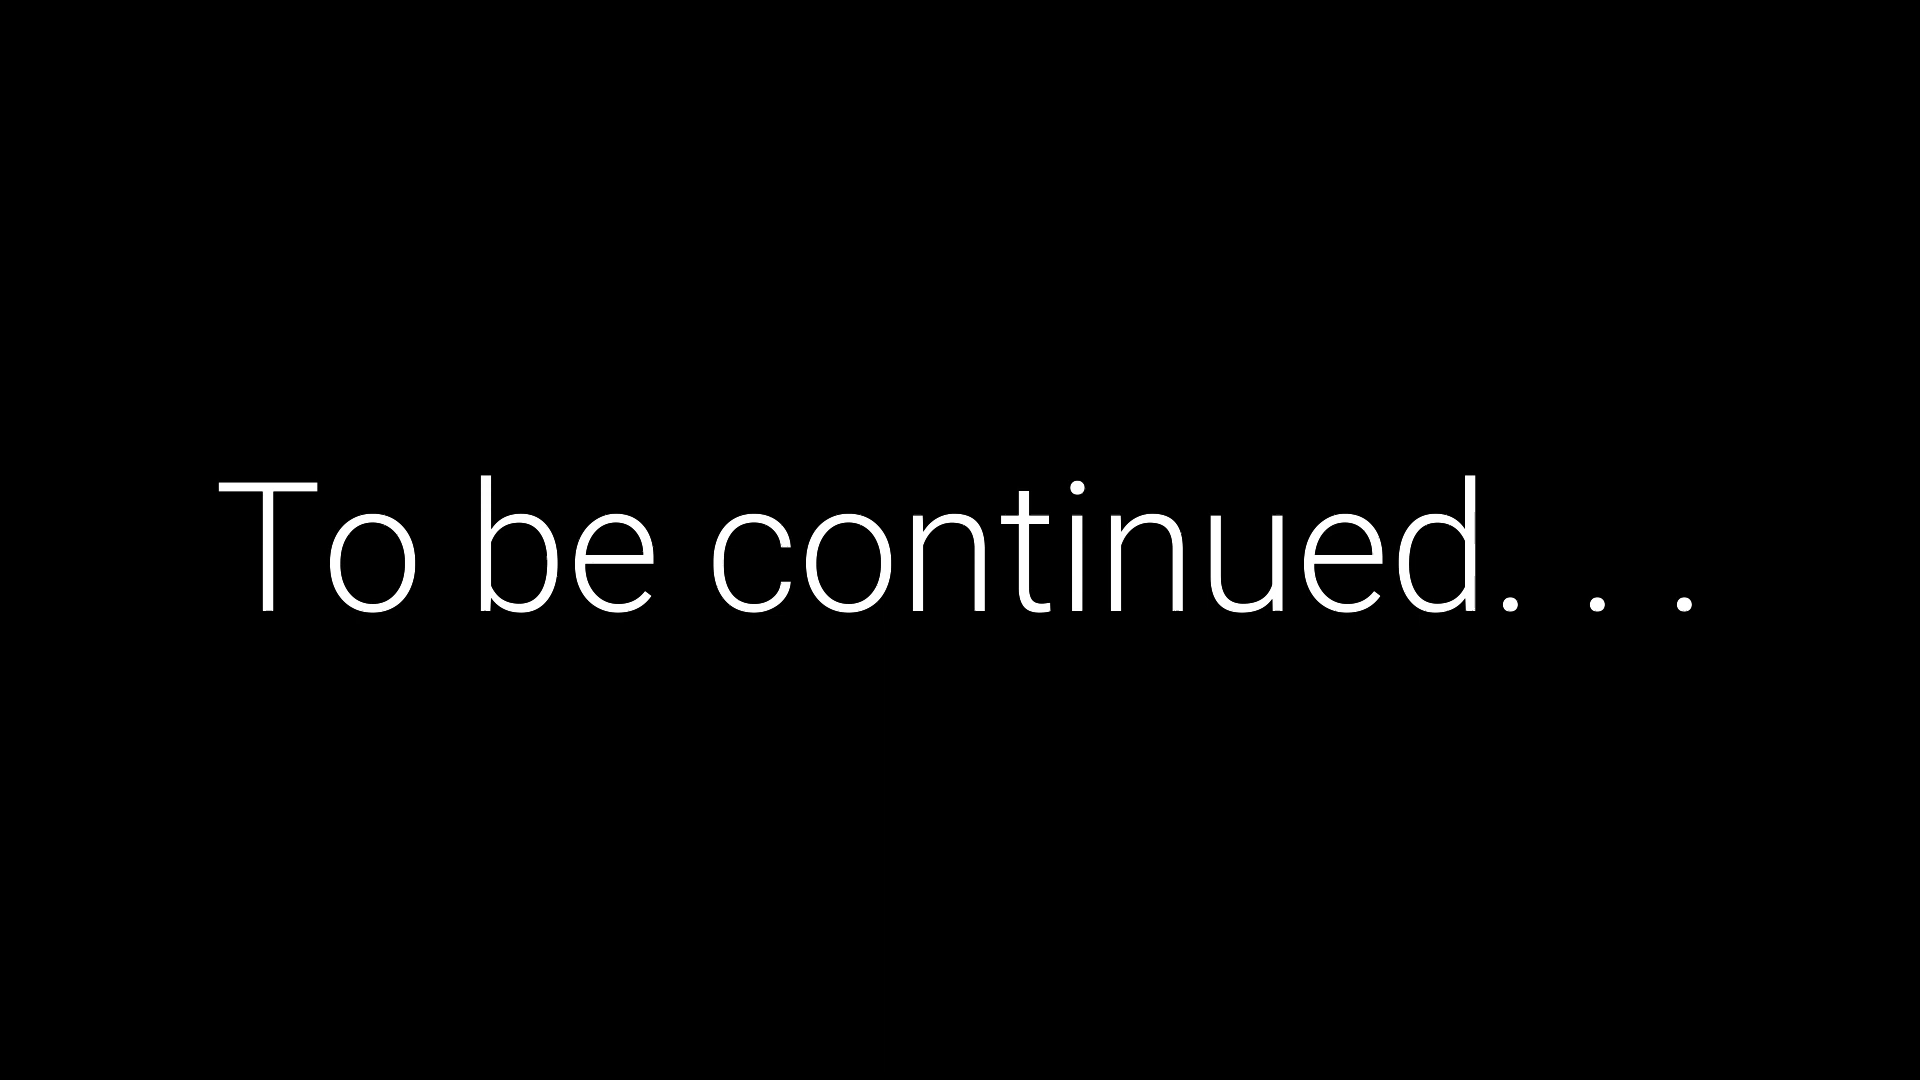 To be continued. . .